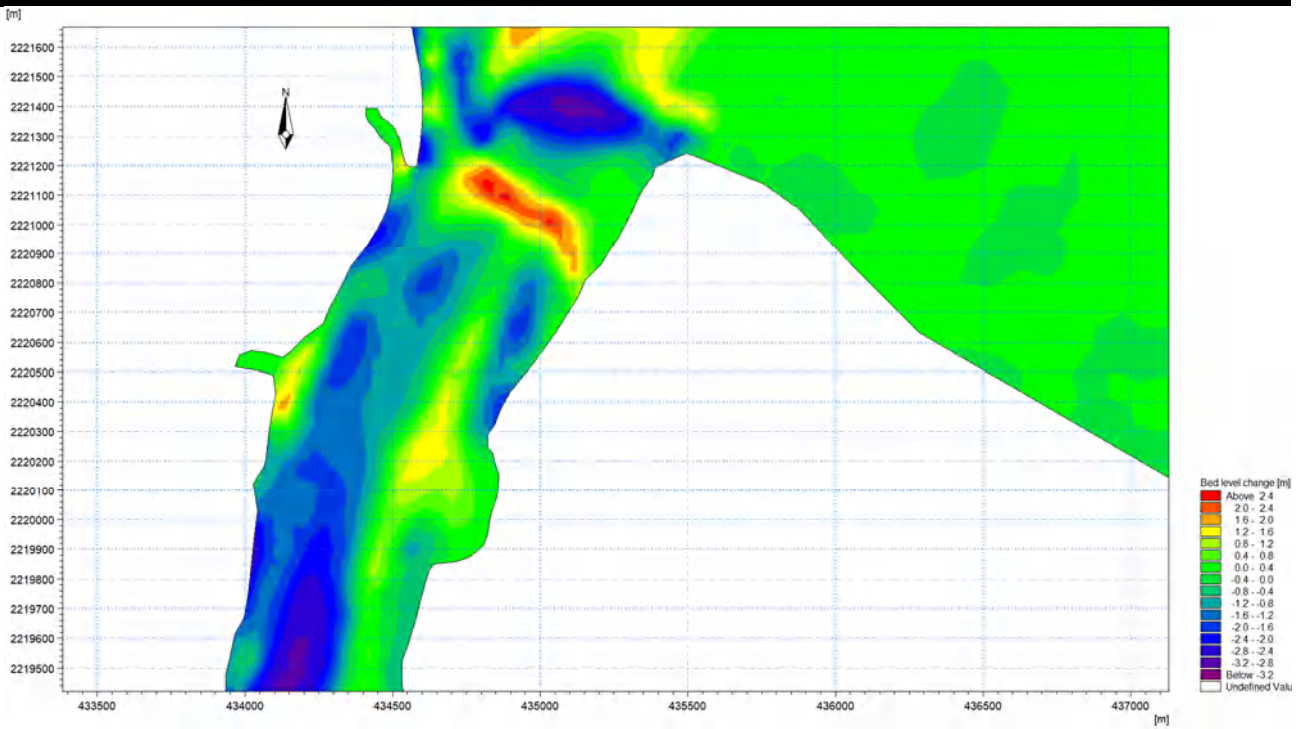 [m]
2221600
2221500
2221400
2221300
2221200
2221100
2221000
2220900
2220800
2220700
2220600
2220500
2220400
2220300
2220200
2220100
2220000
2219900
2219800
2219700
2219600
2219500
N
433500 434000 434500 435000 435500 436000 436500 437000
[m]
Bed level change [m]
Above 2.4
2.0 - 2.4
1.6 - 2.0
1.2 - 1.6
0.8 - 1.2
0.4 - 0.8
0.0 - 0.4
-0.4 - 0.0
-0.8 - -0.4
-1.2 - -0.8
-1.6 - -1.2
-2.0 - -1.6
-2.4 - -2.0
-2.8 - -2.4
-3.2 - -2.8
Below -3.2
Undefined Valu